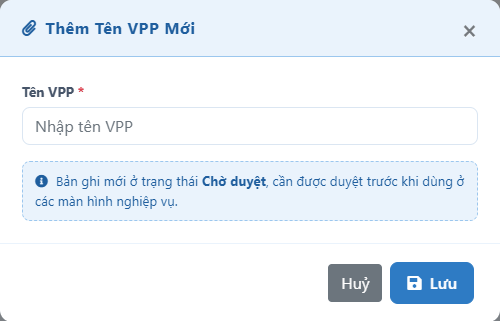 Thêm Tên VPP Mới
×
Tên VPP *
Nhập tên VPP
Bản ghi mới ở trạng thái Chờ duyệt, cần được duyệt trước khi dùng ở
các màn hình nghiệp vụ.
Huỷ
Lưu